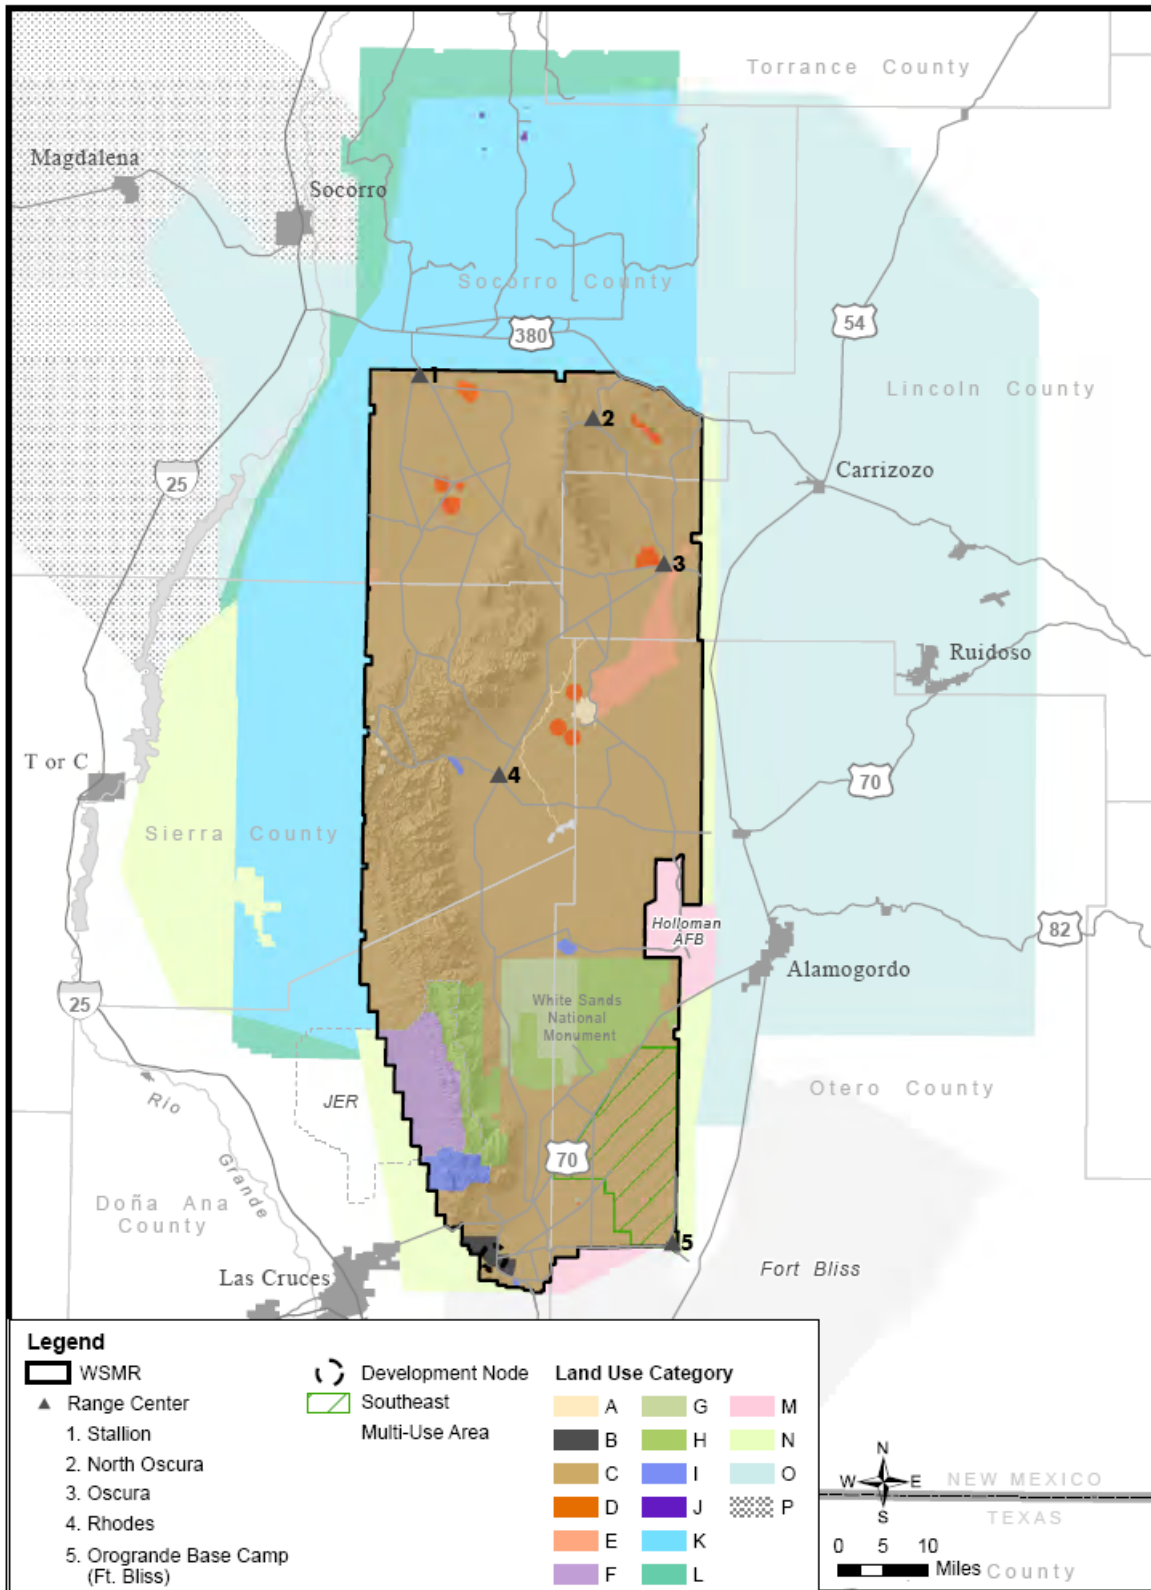 Torrance County
Magdalena
Socorro
Socorro County
380
54
1
2
Lincoln County
25
Carrizozo
3
Ruidoso
T or C
4
70
Sierra County
Holloman
AFB
82
Alamogordo
25
White Sands
National
Monument
Otero County
JER
Rio
Grande
70
Doña Ana
County
5
Fort Bliss
Las Cruces
Legend
WSMR
Range Center
1. Stallion
2. North Oscura
3. Oscura
4. Rhodes
5. Orogrande Base Camp
(Ft. Bliss)
Development Node
Southeast
Multi-Use Area
Land Use Category
A
B
C
D
E
F
G
H
I
J
K
L
M
N
O
P
N
W E
S
NEW MEXICO
TEXAS
0 5 10
Miles
County